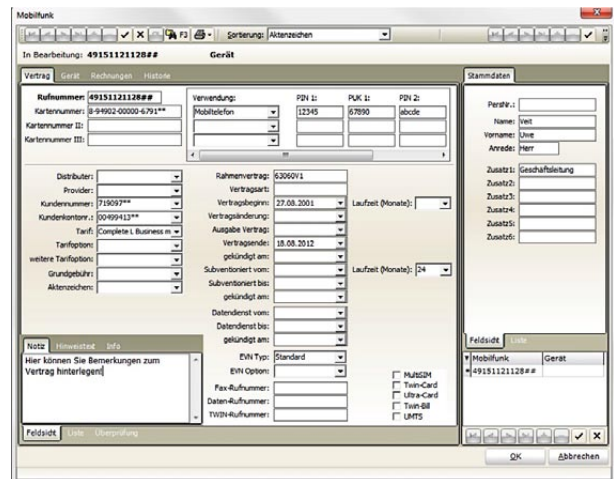 Mobilfunk
F3 Sortierung: Aktenzeichen
In Bearbeitung: 49151121128## Gerät
Vertrag Gerät Rechnungen Historie
Rufnummer: 49151121128##
Kartennummer: 8-94902-00000-6791**
Kartennummer II:
Kartennummer III:
Verwendung: PIN 1: PUK 1: PIN 2:
Mobiltelefon 12345 67890 abcde
Distributer:
Provider:
Kundennummer: 719097**
Kundenkontonr.: 00499413**
Tarif: Complete L Business m
Tarifoption:
weitere Tarifoption:
Grundgebühr:
Aktenzeichen:
Rahmenvertrag: 63060V1
Vertragsart:
Vertragsbeginn: 27.08.2001 Laufzeit (Monate):
Vertragsänderung:
Ausgabe Vertrag:
Vertragsende: 18.08.2012
gekündigt am:
Subventioniert vom: Laufzeit (Monate): 24
Subventioniert bis:
gekündigt am:
Datendienst vom:
Datendienst bis:
gekündigt am:
EVN Typ: Standard
EVN Option:
Fax-Rufnummer:
Daten-Rufnummer:
TWIN-Rufnummer:
MultiSIM
Twin-Card
Ultra-Card
Twin-Bill
UMTS
Notiz Hinweistext Info
Hier können Sie Bemerkungen zum
Vertrag hinterlegen!
Feldsicht Liste Überprüfung
Stammdaten
PersNr.:
Name: Veit
Vorname: Uwe
Anrede: Herr
Zusatz1: Geschäftsleitung
Zusatz2:
Zusatz3:
Zusatz4:
Zusatz5:
Zusatz6:
Feldsicht Liste
Mobilfunk Gerät
49151121128##
OK Abbrechen